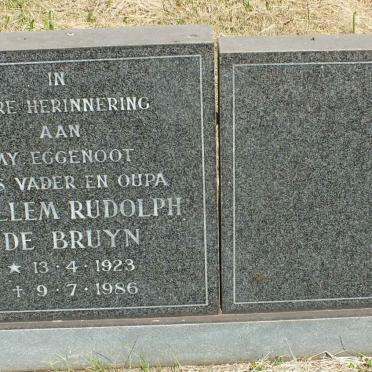 IN
RE HERINNERING
AAN
MY EGGENOOT
S VADER EN OUPA
LLEM RUDOLPH
DE BRUYN
★ 13·4·1923
✝ 9·7·1986